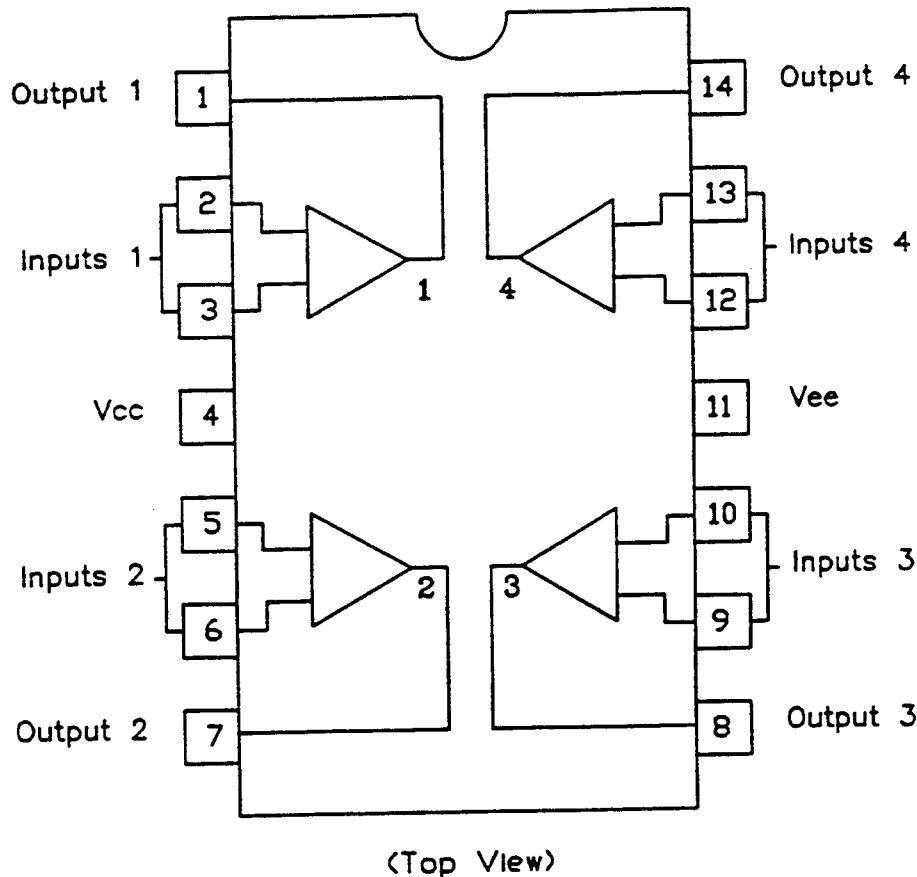 Output 1
1
14
Output 4
2
13
Inputs 1
Inputs 4
1
4
3
12
Vcc
4
11
Vee
5
10
Inputs 2
2
3
Inputs 3
6
9
Output 2
7
8
Output 3
(Top View)